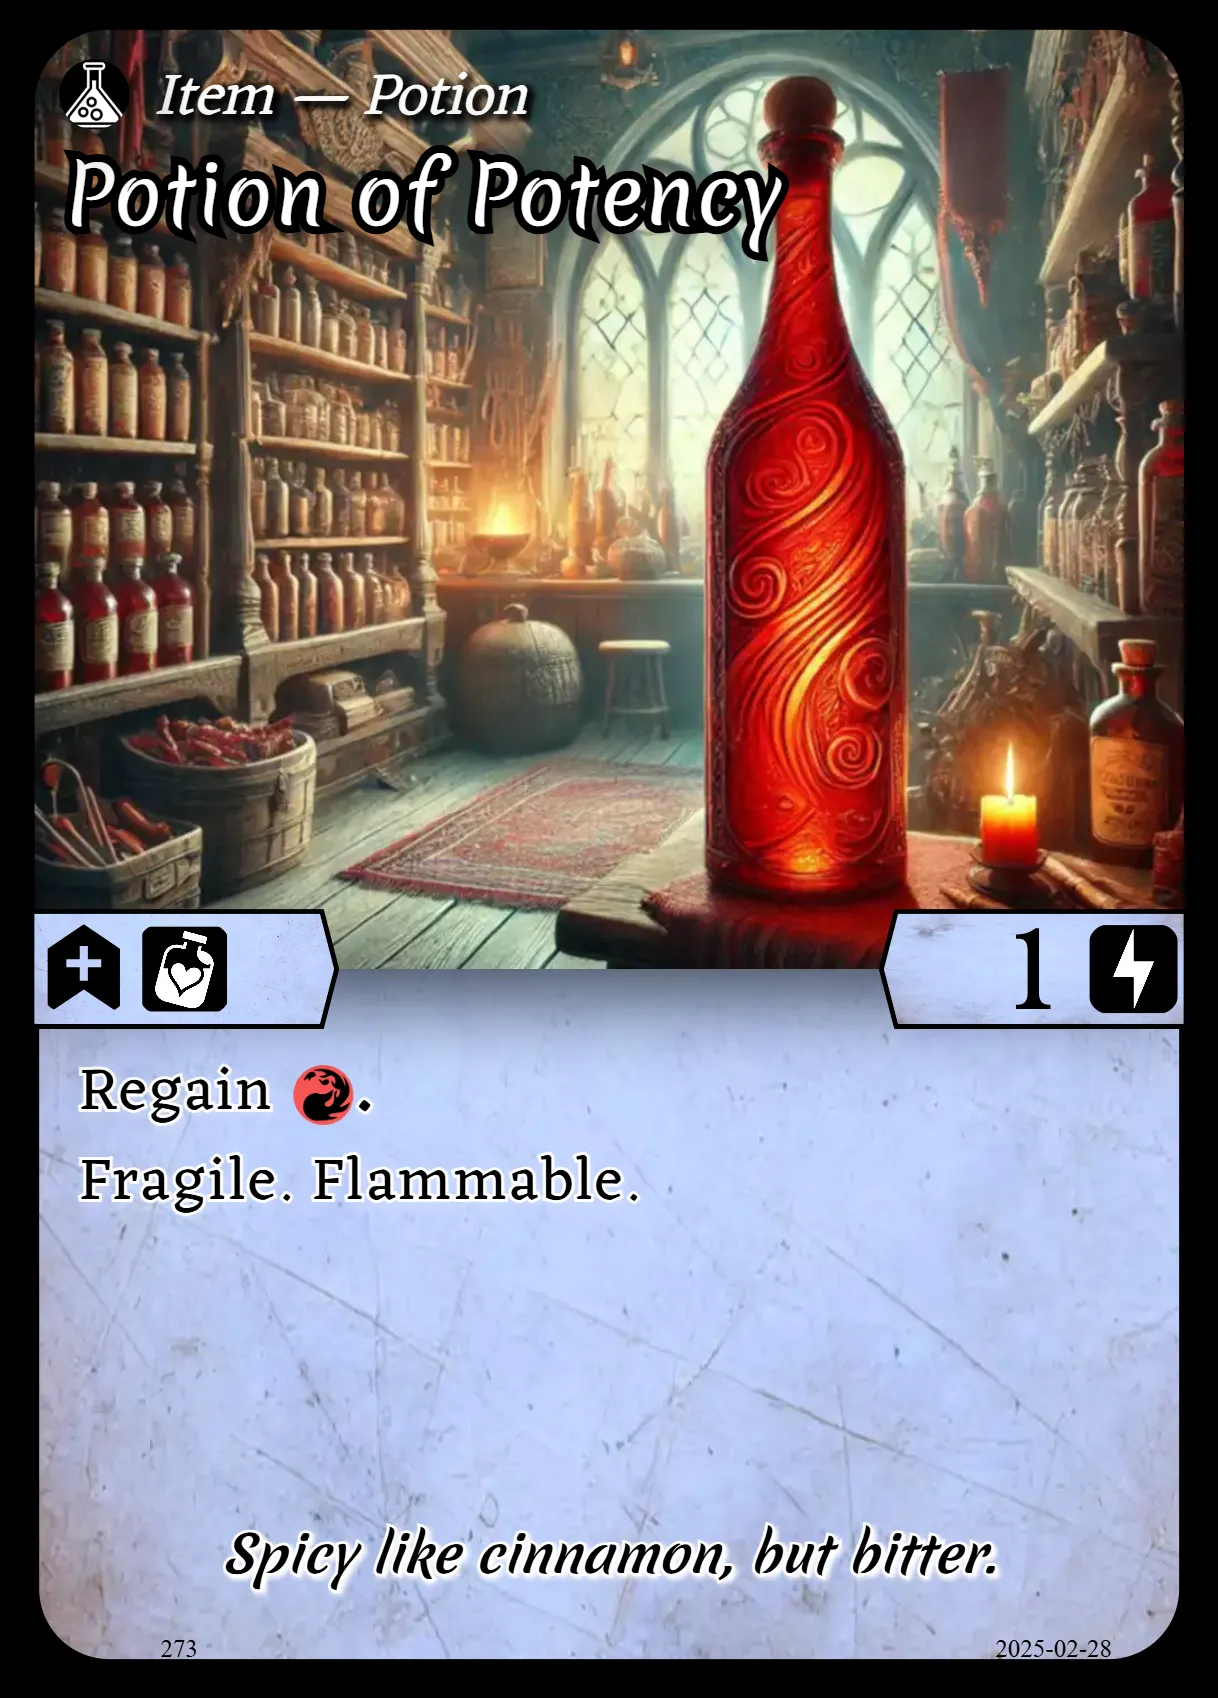 Item — Potion
Potion of Potency
1
Regain .
Fragile. Flammable.
Spicy like cinnamon, but bitter.
273
2025-02-28